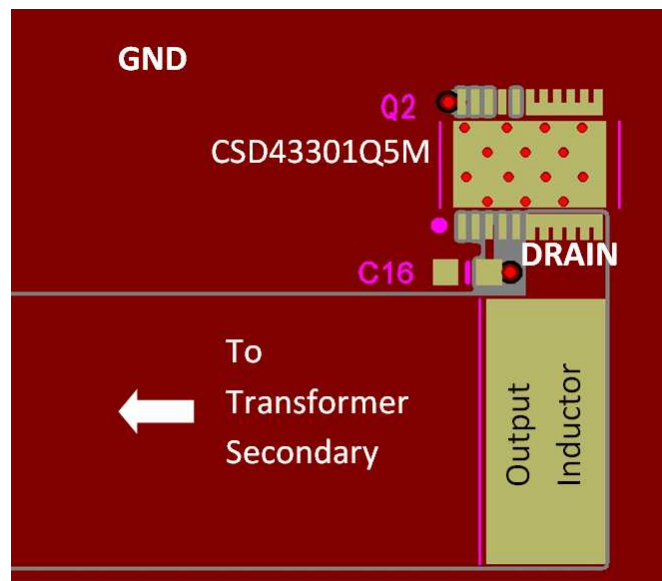 GND
Q2
CSD43301Q5M
DRAIN
C16
To
Transformer
Secondary
Output
Inductor